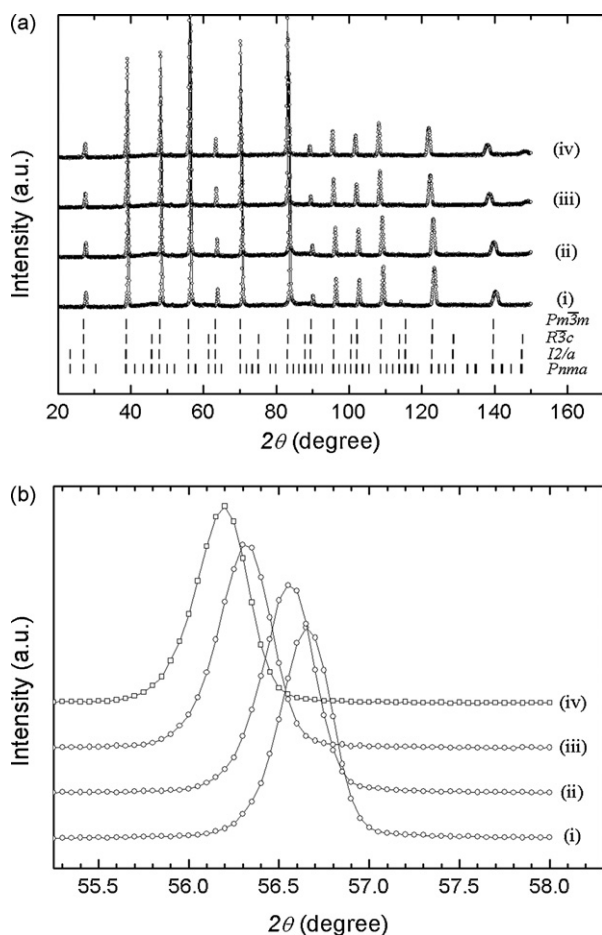 (a)
Intensity (a.u.)
(iv)
(iii)
(ii)
(i)
Pm3̅m
R3̅c
I2/a
Pnma
20 40 60 80 100 120 140 160
2θ (degree)
(b)
Intensity (a.u.)
(iv)
(iii)
(ii)
(i)
55.5 56.0 56.5 57.0 57.5 58.0
2θ (degree)